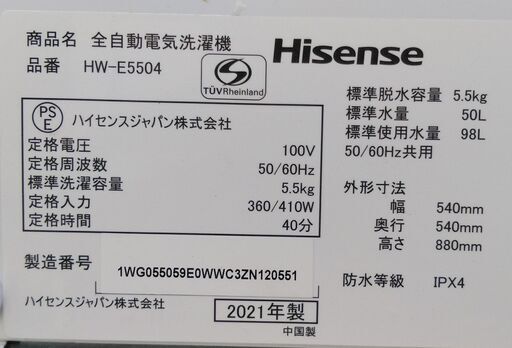 商品名 全自動電気洗濯機
品番 HW-E5504
S
TÜVRheinland
Hisense
PS
E
ハイセンスジャパン株式会社
定格電圧 100V
定格周波数 50/60Hz
標準洗濯容量 5.5kg
定格入力 360/410W
定格時間 40分
標準脱水容量 5.5kg
標準水量 50L
標準使用水量 98L
50/60Hz共用
外形寸法
幅 540mm
奥行 540mm
高さ 880mm
防水等級 IPX4
製造番号 1WG055059E0WWC3ZN120551
ハイセンスジャパン株式会社 2021年製
中国製